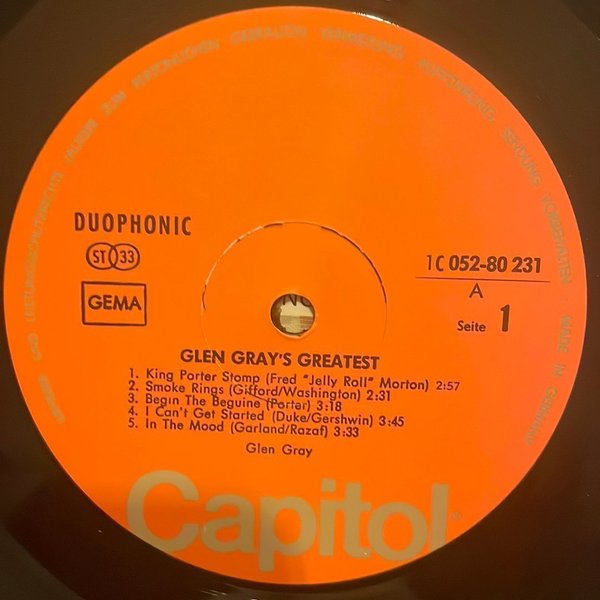 DUOPHONIC
ST 33
GEMA
1C 052-80 231
A
Seite 1
GLEN GRAY'S GREATEST
1. King Porter Stomp (Fred "Jelly Roll" Morton) 2:57
2. Smoke Rings (Gifford/Washington) 2:31
3. Begin The Beguine (Porter) 3:18
4. I Can't Get Started (Duke/Gershwin) 3:45
5. In The Mood (Garland/Razaf) 3:33
Glen Gray
Capitol